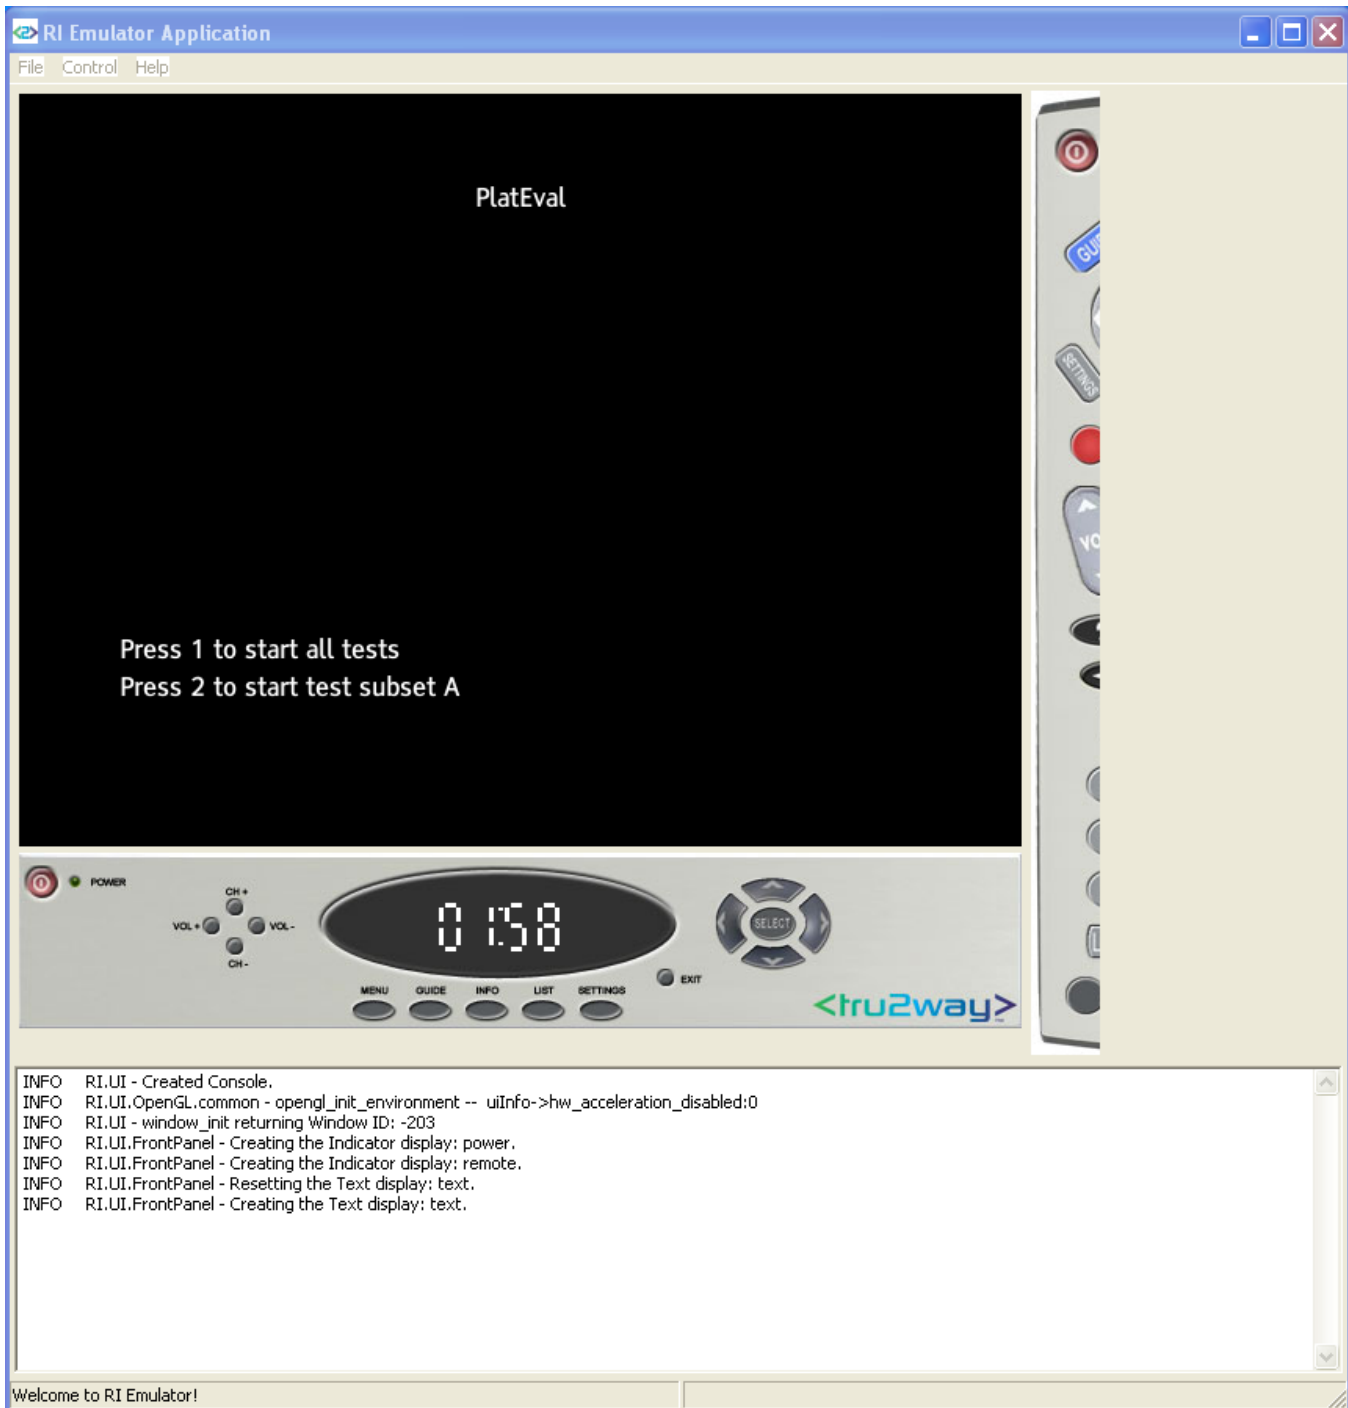 RI Emulator Application
File Control Help
PlatEval
Press 1 to start all tests
Press 2 to start test subset A
SETTINGS
POWER
CH +
VOL + VOL -
CH -
01:58
SELECT
EXIT
MENU GUIDE INFO LIST SETTINGS
<tru2way>
INFO RI.UI - Created Console.
INFO RI.UI.OpenGL.common - opengl_init_environment -- uiInfo->hw_acceleration_disabled:0
INFO RI.UI - window_init returning Window ID: -203
INFO RI.UI.FrontPanel - Creating the Indicator display: power.
INFO RI.UI.FrontPanel - Creating the Indicator display: remote.
INFO RI.UI.FrontPanel - Resetting the Text display: text.
INFO RI.UI.FrontPanel - Creating the Text display: text.
Welcome to RI Emulator!